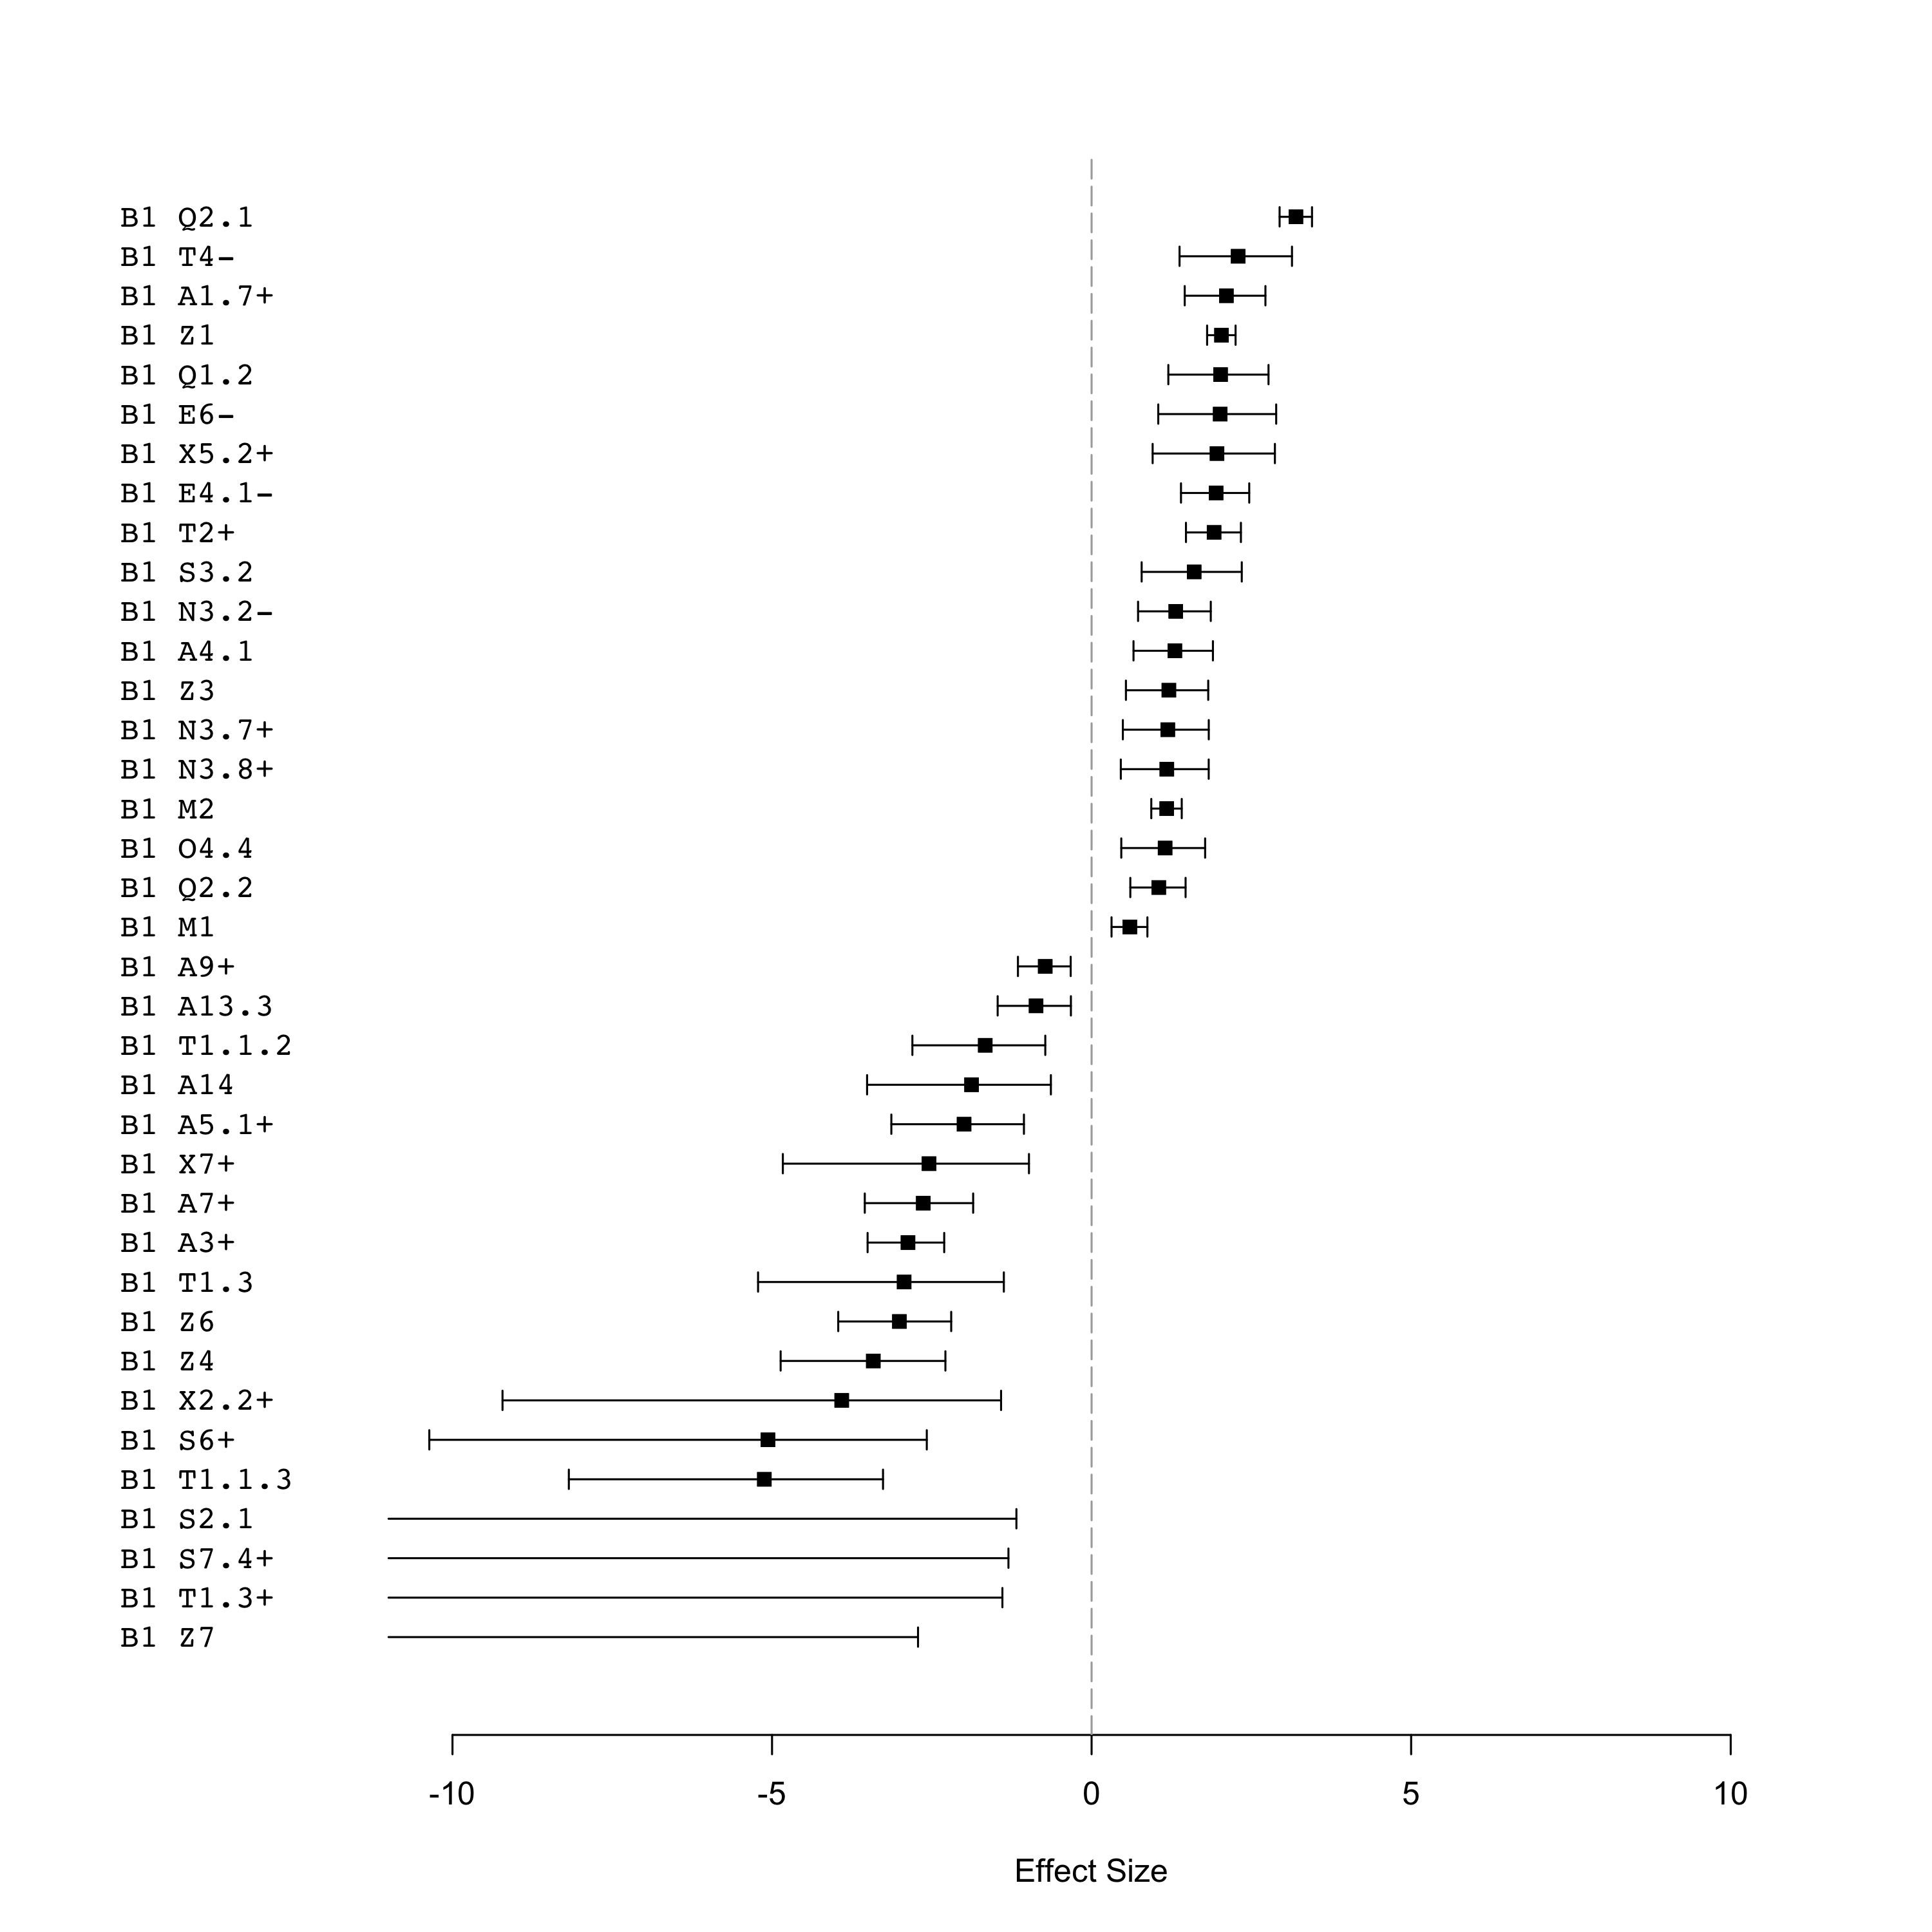 B1 Q2.1
B1 T4-
B1 A1.7+
B1 Z1
B1 Q1.2
B1 E6-
B1 X5.2+
B1 E4.1-
B1 T2+
B1 S3.2
B1 N3.2-
B1 A4.1
B1 Z3
B1 N3.7+
B1 N3.8+
B1 M2
B1 O4.4
B1 Q2.2
B1 M1
B1 A9+
B1 A13.3
B1 T1.1.2
B1 A14
B1 A5.1+
B1 X7+
B1 A7+
B1 A3+
B1 T1.3
B1 Z6
B1 Z4
B1 X2.2+
B1 S6+
B1 T1.1.3
B1 S2.1
B1 S7.4+
B1 T1.3+
B1 Z7
-10 -5 0 5 10
Effect Size